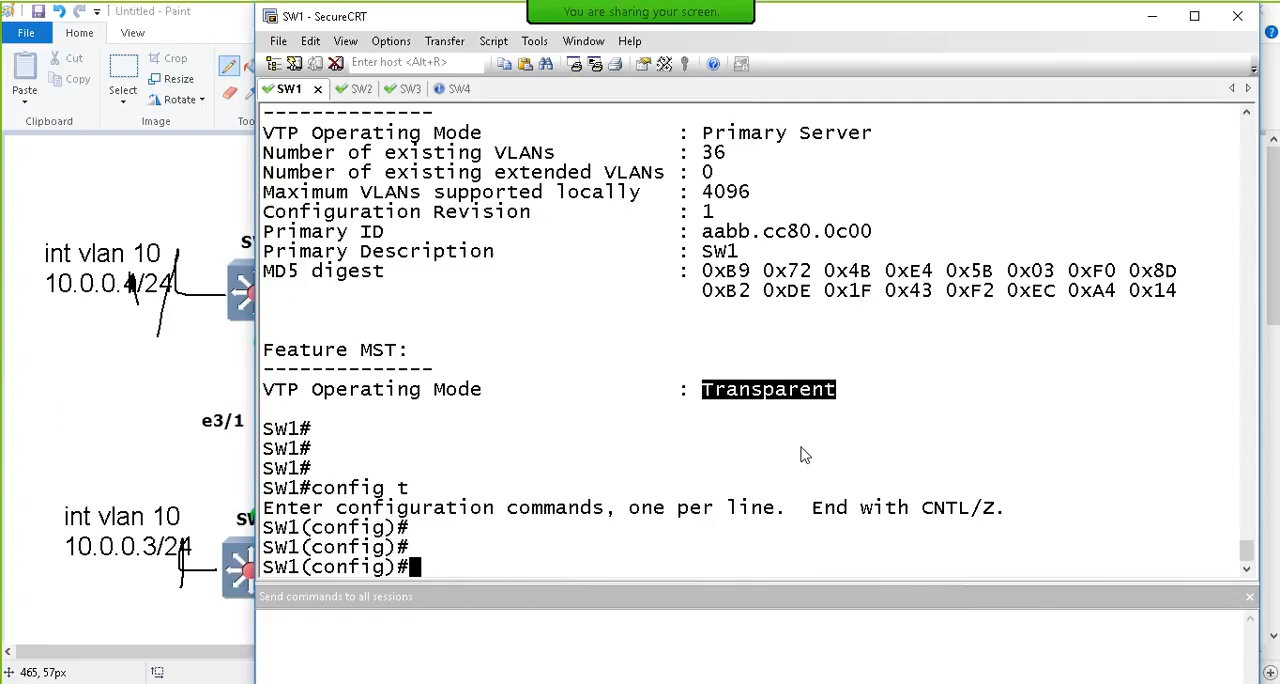 You are sharing your screen.
Untitled - Paint
SW1 - SecureCRT
File
Home
View
File Edit View Options Transfer Script Tools Window Help
Paste
Cut
Copy
Clipboard
Select
Crop
Resize
Rotate
Image
Enter host <Alt+R>
SW1 SW2 SW3 SW4
--------------
VTP Operating Mode : Primary Server
Number of existing VLANs : 36
Number of existing extended VLANs : 0
Maximum VLANs supported locally : 4096
Configuration Revision : 1
Primary ID : aabb.cc80.0c00
Primary Description : SW1
MD5 digest : 0xB9 0x72 0x4B 0xE4 0x5B 0x03 0xF0 0x8D
0xB2 0xDE 0x1F 0x43 0xF2 0xEC 0xA4 0x14
Feature MST:
--------------
VTP Operating Mode : Transparent
SW1#
SW1#
SW1#
SW1#config t
Enter configuration commands, one per line. End with CNTL/Z.
SW1(config)#
SW1(config)#
SW1(config)#
Send commands to all sessions
int vlan 10
e3/1
int vlan 10
10.0.0.3/24
465, 57px